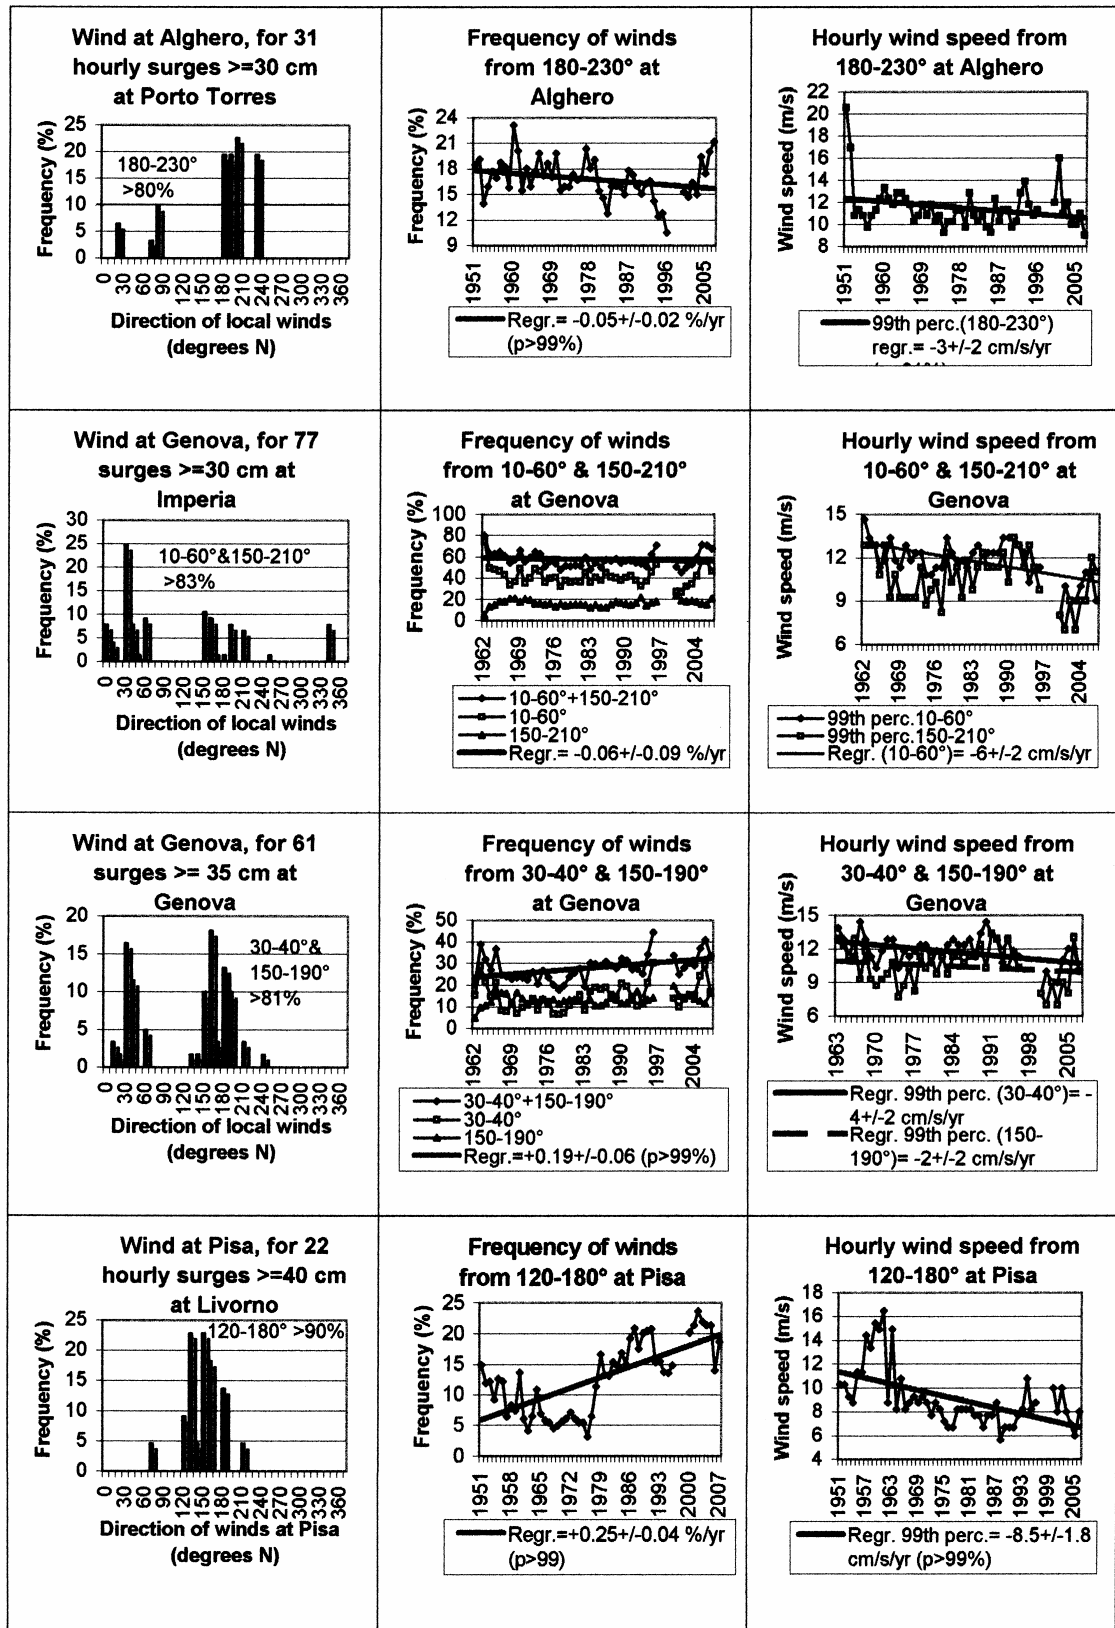 Wind at Alghero, for 31
hourly surges >=30 cm
at Porto Torres
Frequency (%)
25
20
15
10
5
0
180-230°
>80%
0 30 60 90 120 150 180 210 240 270 300 330 360
Direction of local winds
(degrees N)
Frequency of winds
from 180-230° at
Alghero
Frequency (%)
24
21
18
15
12
9
1951 1960 1969 1978 1987 1996 2005
Regr.= -0.05+/-0.02 %/yr
(p>99%)
Hourly wind speed from
180-230° at Alghero
Wind speed (m/s)
22
20
18
16
14
12
10
8
1951 1960 1969 1978 1987 1996 2005
99th perc.(180-230°)
regr.= -3+/-2 cm/s/yr
Wind at Genova, for 77
surges >=30 cm at
Imperia
Frequency (%)
30
25
20
15
10
5
0
10-60°&150-210°
>83%
0 30 60 90 120 150 180 210 240 270 300 330 360
Direction of local winds
(degrees N)
Frequency of winds
from 10-60° & 150-210°
at Genova
Frequency (%)
100
80
60
40
20
0
1962 1969 1976 1983 1990 1997 2004
10-60°+150-210°
10-60°
150-210°
Regr.= -0.06+/-0.09 %/yr
Hourly wind speed from
10-60° & 150-210° at
Genova
Wind speed (m/s)
15
12
9
6
1962 1969 1976 1983 1990 1997 2004
99th perc.10-60°
99th perc.150-210°
Regr. (10-60°)= -6+/-2 cm/s/yr
Wind at Genova, for 61
surges >= 35 cm at
Genova
Frequency (%)
20
15
10
5
0
30-40°&
150-190°
>81%
0 30 60 90 120 150 180 210 240 270 300 330 360
Direction of local winds
(degrees N)
Frequency of winds
from 30-40° & 150-190°
at Genova
Frequency (%)
50
40
30
20
10
0
1962 1969 1976 1983 1990 1997 2004
30-40°+150-190°
30-40°
150-190°
Regr.=+0.19+/-0.06 (p>99%)
Hourly wind speed from
30-40° & 150-190° at
Genova
Wind speed (m/s)
15
12
9
6
1963 1970 1977 1984 1991 1998 2005
Regr. 99th perc. (30-40°)= -
4+/-2 cm/s/yr
Regr. 99th perc. (150-
190°)= -2+/-2 cm/s/yr
Wind at Pisa, for 22
hourly surges >=40 cm
at Livorno
Frequency (%)
25
20
15
10
5
0
120-180° >90%
0 30 60 90 120 150 180 210 240 270 300 330 360
Direction of winds at Pisa
(degrees N)
Frequency of winds
from 120-180° at Pisa
Frequency (%)
25
20
15
10
5
0
1951 1958 1965 1972 1979 1986 1993 2000 2007
Regr.=+0.25+/-0.04 %/yr
(p>99)
Hourly wind speed from
120-180° at Pisa
Wind speed (m/s)
18
16
14
12
10
8
6
4
1951 1957 1963 1969 1975 1981 1987 1993 1999 2005
Regr. 99th perc.= -8.5+/-1.8
cm/s/yr (p>99%)